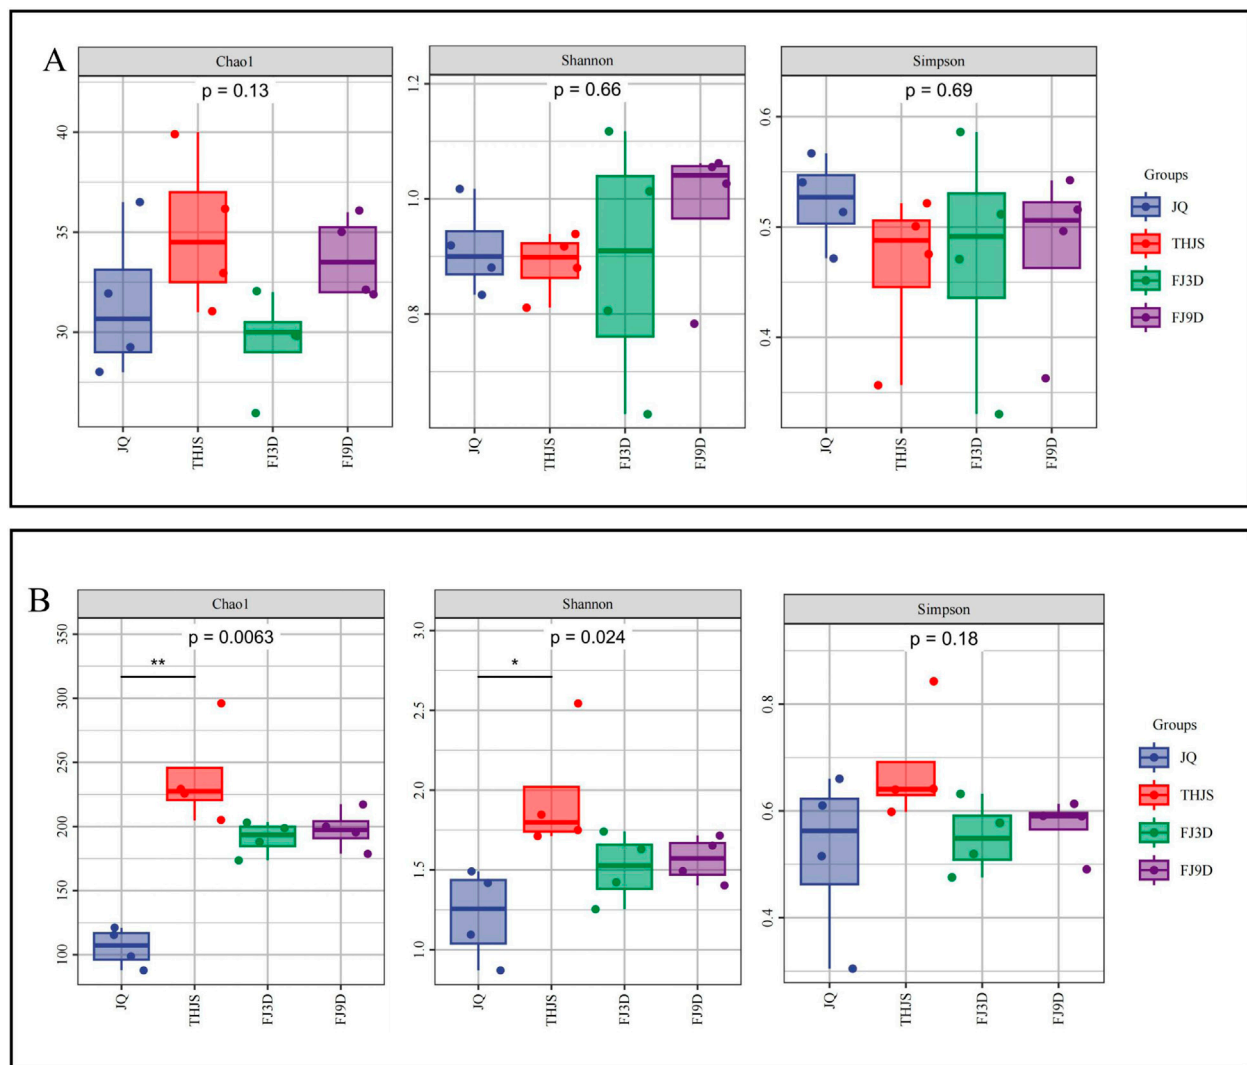 A
Chao1
p = 0.13
40
35
30
JQ
THJS
FJ3D
FJ9D
Shannon
p = 0.66
1.2
1.0
0.8
JQ
THJS
FJ3D
FJ9D
Simpson
p = 0.69
0.6
0.5
0.4
JQ
THJS
FJ3D
FJ9D
Groups
JQ
THJS
FJ3D
FJ9D
B
Chao1
p = 0.0063
**
350
300
250
200
150
100
JQ
THJS
FJ3D
FJ9D
Shannon
p = 0.024
*
3.0
2.5
2.0
1.5
1.0
JQ
THJS
FJ3D
FJ9D
Simpson
p = 0.18
0.8
0.6
0.4
JQ
THJS
FJ3D
FJ9D
Groups
JQ
THJS
FJ3D
FJ9D